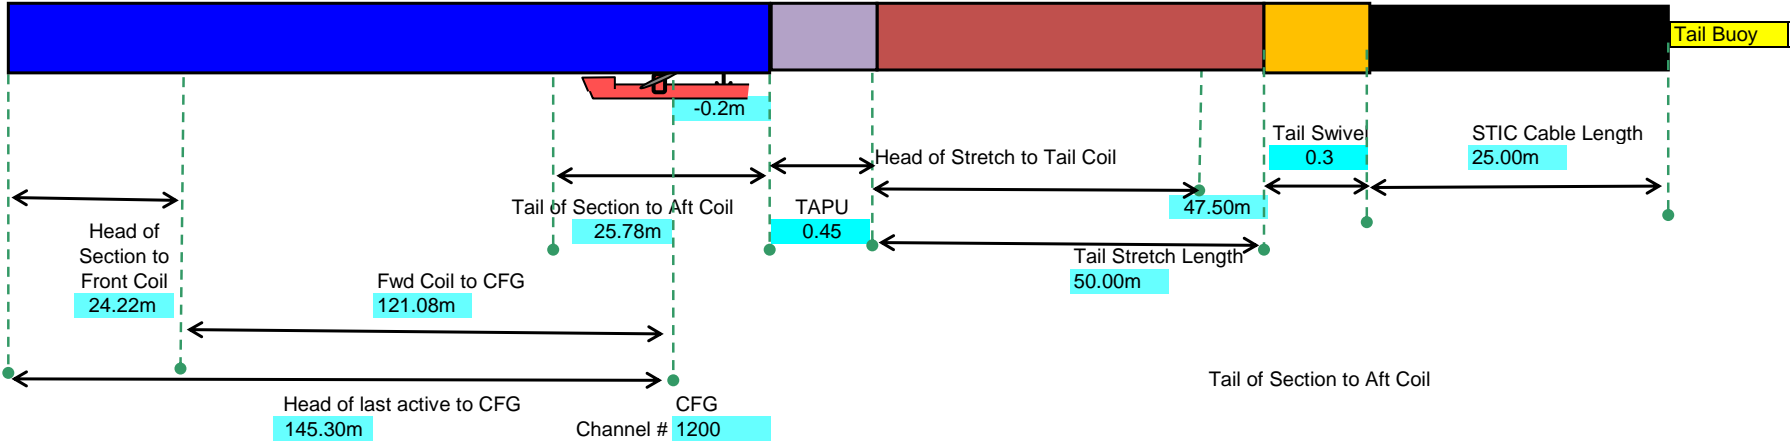 Tail Buoy
-0.2m
Tail Swive
0.3
STIC Cable Length
25.00m
Head of Stretch to Tail Coil
47.50m
Tail of Section to Aft Coil
25.78m
TAPU
0.45
Head of
Section to
Front Coil
24.22m
Fwd Coil to CFG
121.08m
Tail Stretch Length
50.00m
Tail of Section to Aft Coil
Head of last active to CFG
145.30m
CFG
Channel # 1200